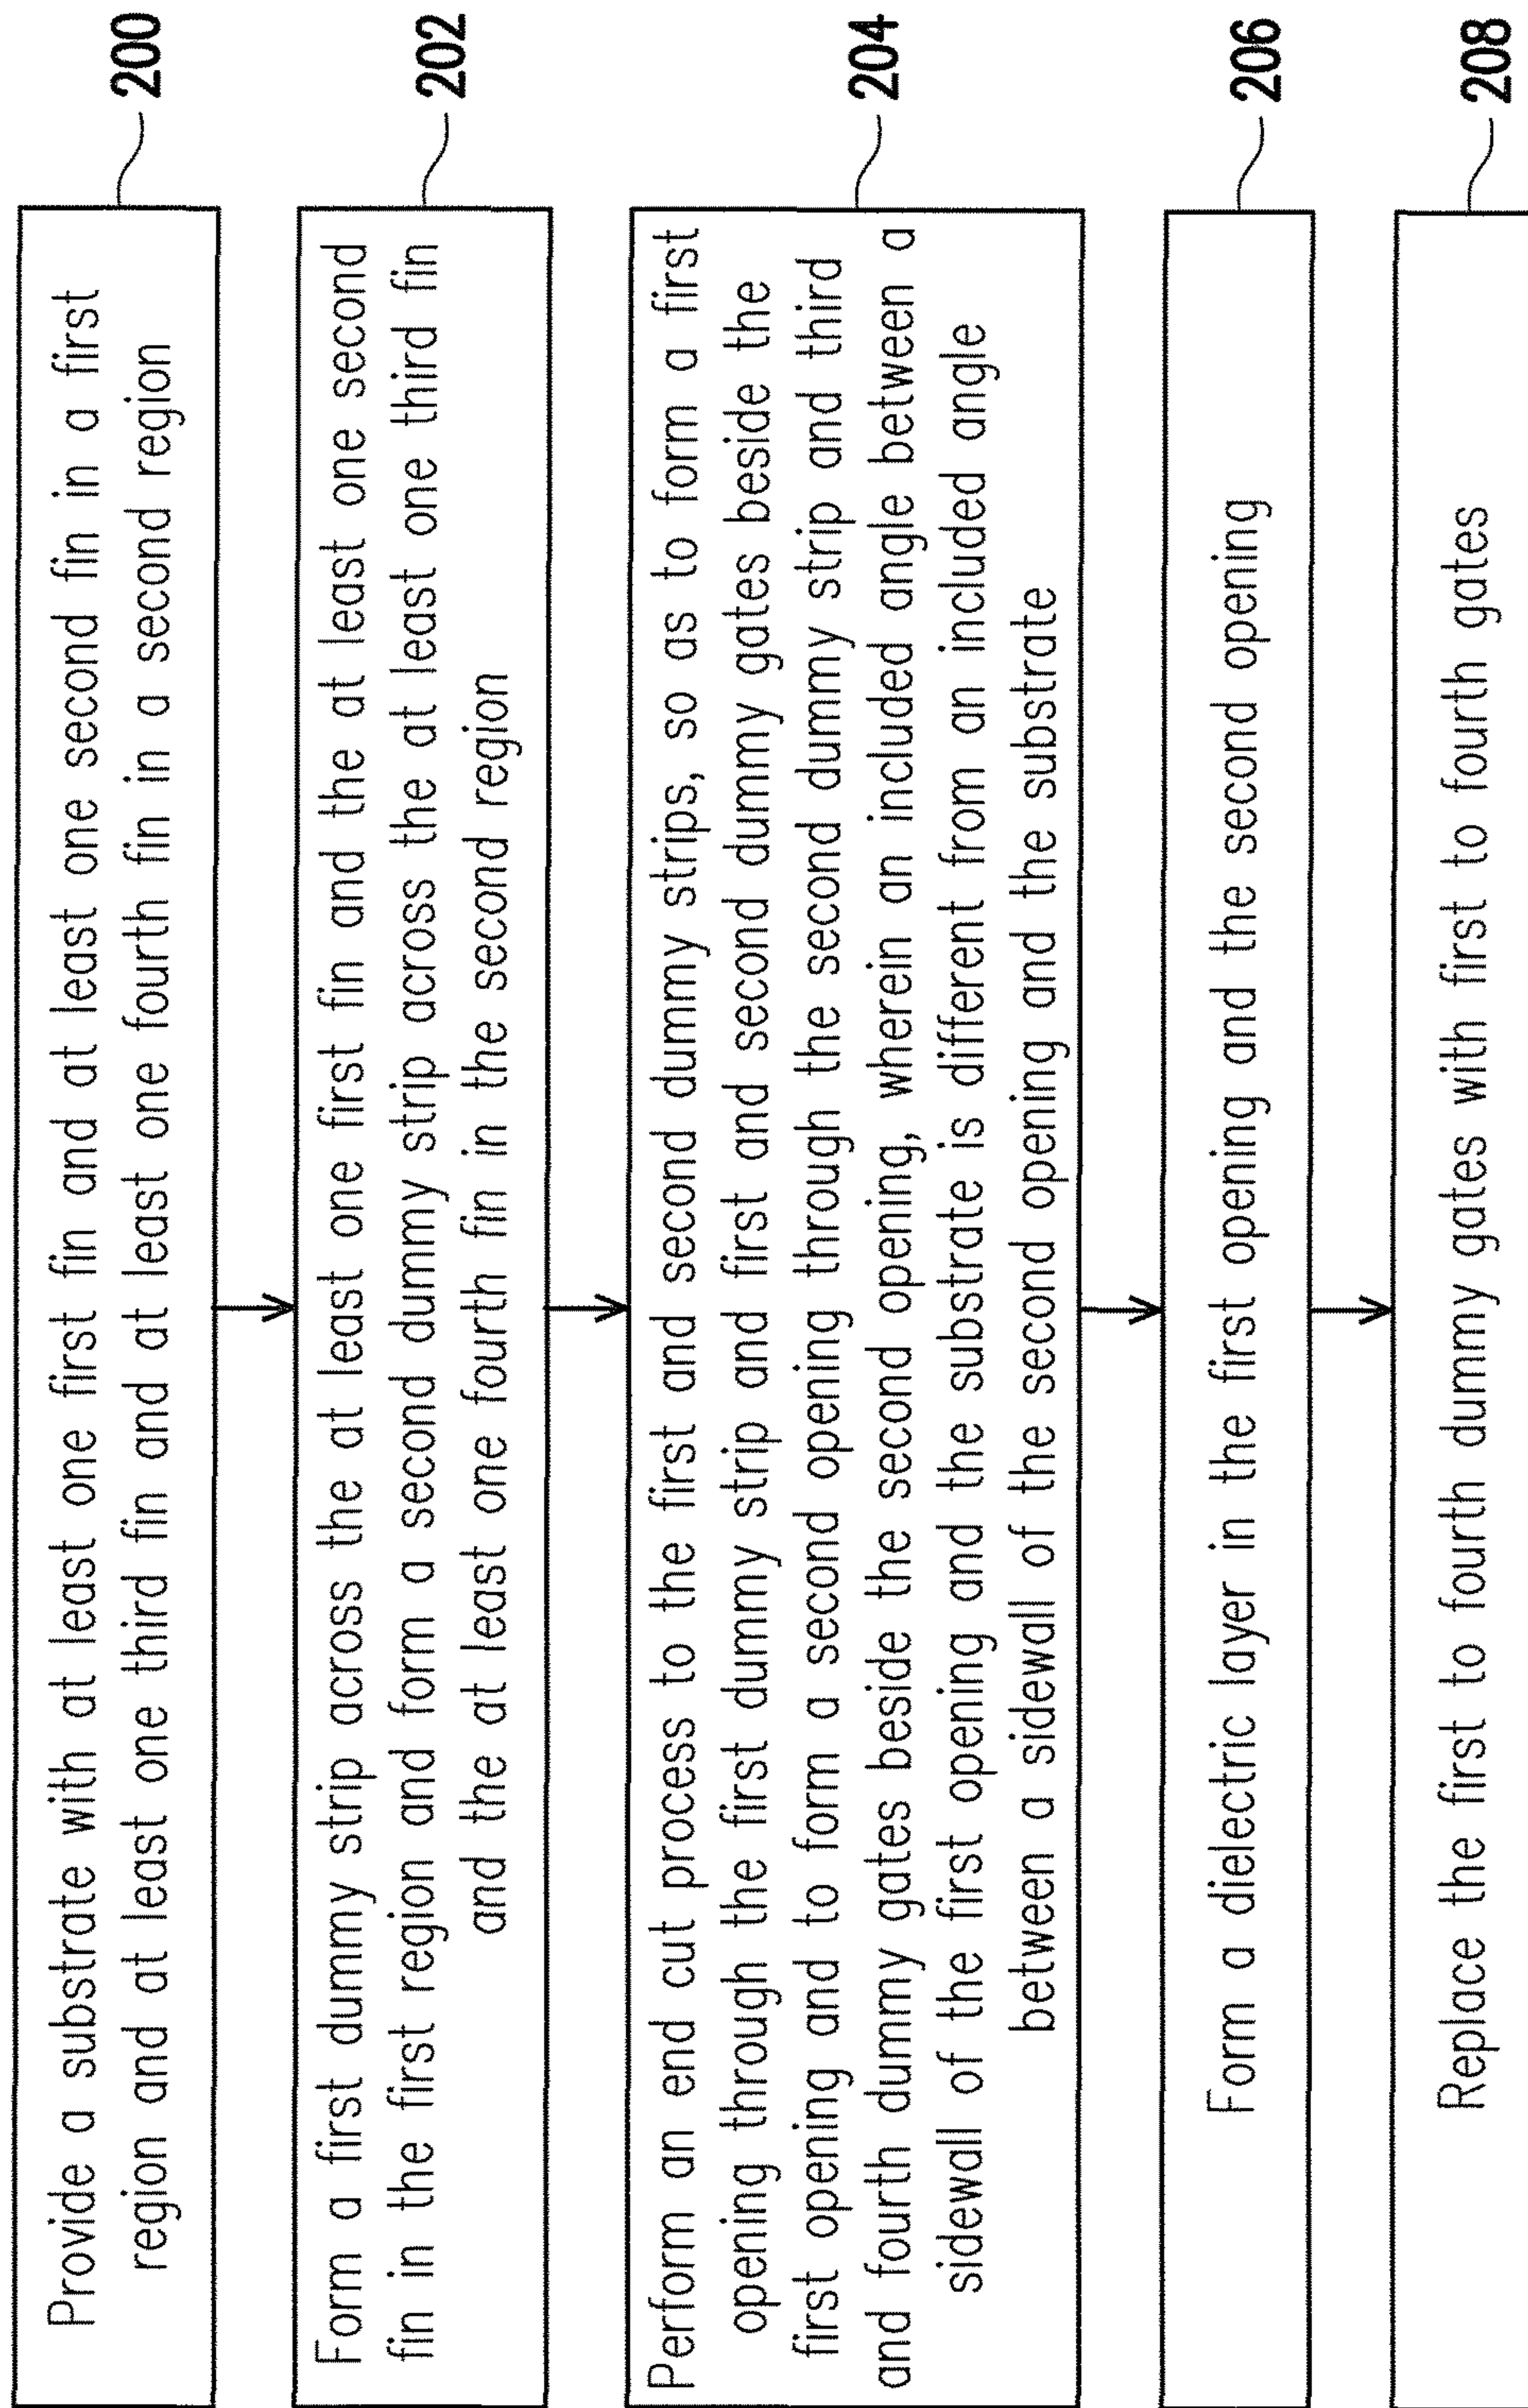 Provide a substrate with at least one first fin and at least one second fin in a first
region and at least one third fin and at least one fourth fin in a second region
200
Form a first dummy strip across the at least one first fin and the at least one second
fin in the first region and form a second dummy strip across the at least one third fin
and the at least one fourth fin in the second region
202
Perform an end cut process to the first and second dummy strips, so as to form a first
opening through the first dummy strip and first and second dummy gates beside the
first opening and to form a second opening through the second dummy strip and third
and fourth dummy gates beside the second opening, wherein an included angle between a
sidewall of the first opening and the substrate is different from an included angle
between a sidewall of the second opening and the substrate
204
Form a dielectric layer in the first opening and the second opening
206
Replace the first to fourth dummy gates with first to fourth gates
208